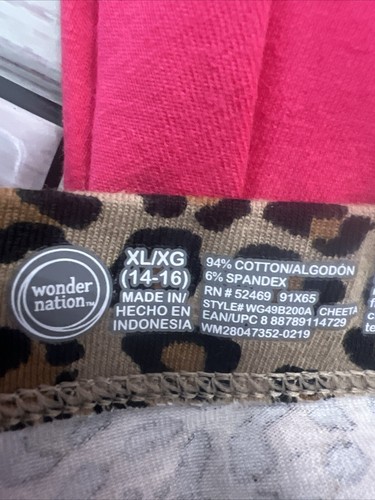 wonder
nation™
XL/XG
(14-16)
MADE IN/
HECHO EN
INDONESIA
94% COTTON/ALGODÓN
6% SPANDEX
RN # 52469 91X65
STYLE# WG49B200A CHEETA
EAN/UPC 8 88789114729
WM28047352-0219